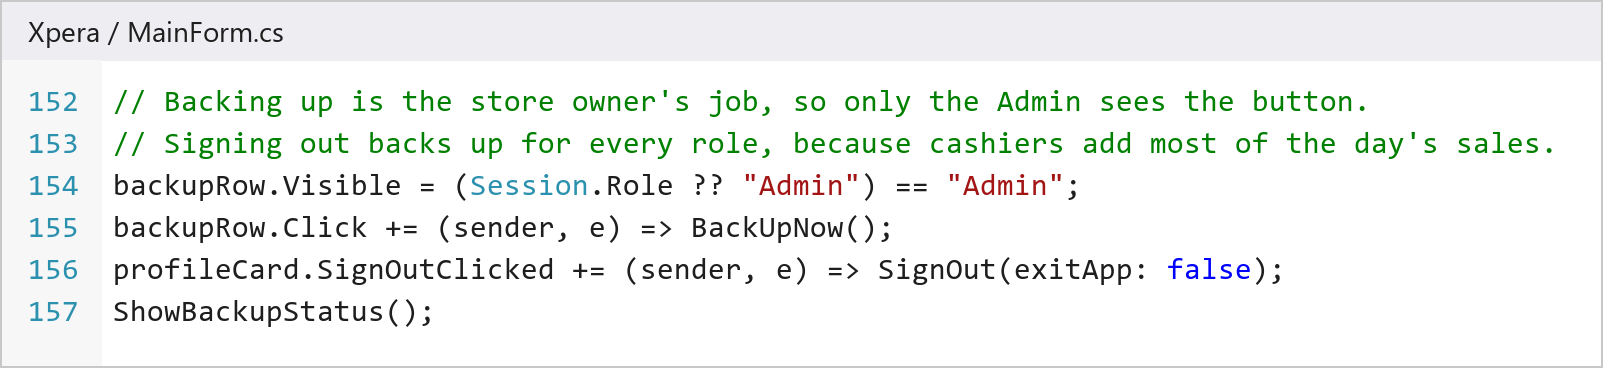 Xpera / MainForm.cs
152 // Backing up is the store owner's job, so only the Admin sees the button.
153 // Signing out backs up for every role, because cashiers add most of the day's sales.
154 backupRow.Visible = (Session.Role ?? "Admin") == "Admin";
155 backupRow.Click += (sender, e) => BackUpNow();
156 profileCard.SignOutClicked += (sender, e) => SignOut(exitApp: false);
157 ShowBackupStatus();